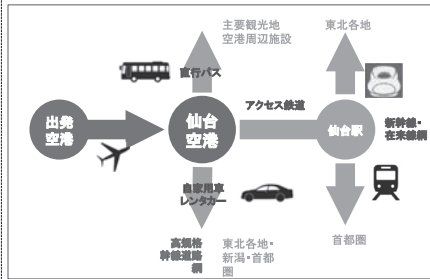 主要観光地
空港周辺施設
東北各地
直行バス
アクセス鉄道
出発
空港
仙台
空港
仙台駅
新幹線・
在来線網
自家用車
レンタカー
高規格
幹線道路
網
東北各地・
新潟・首都
圏
首都圏